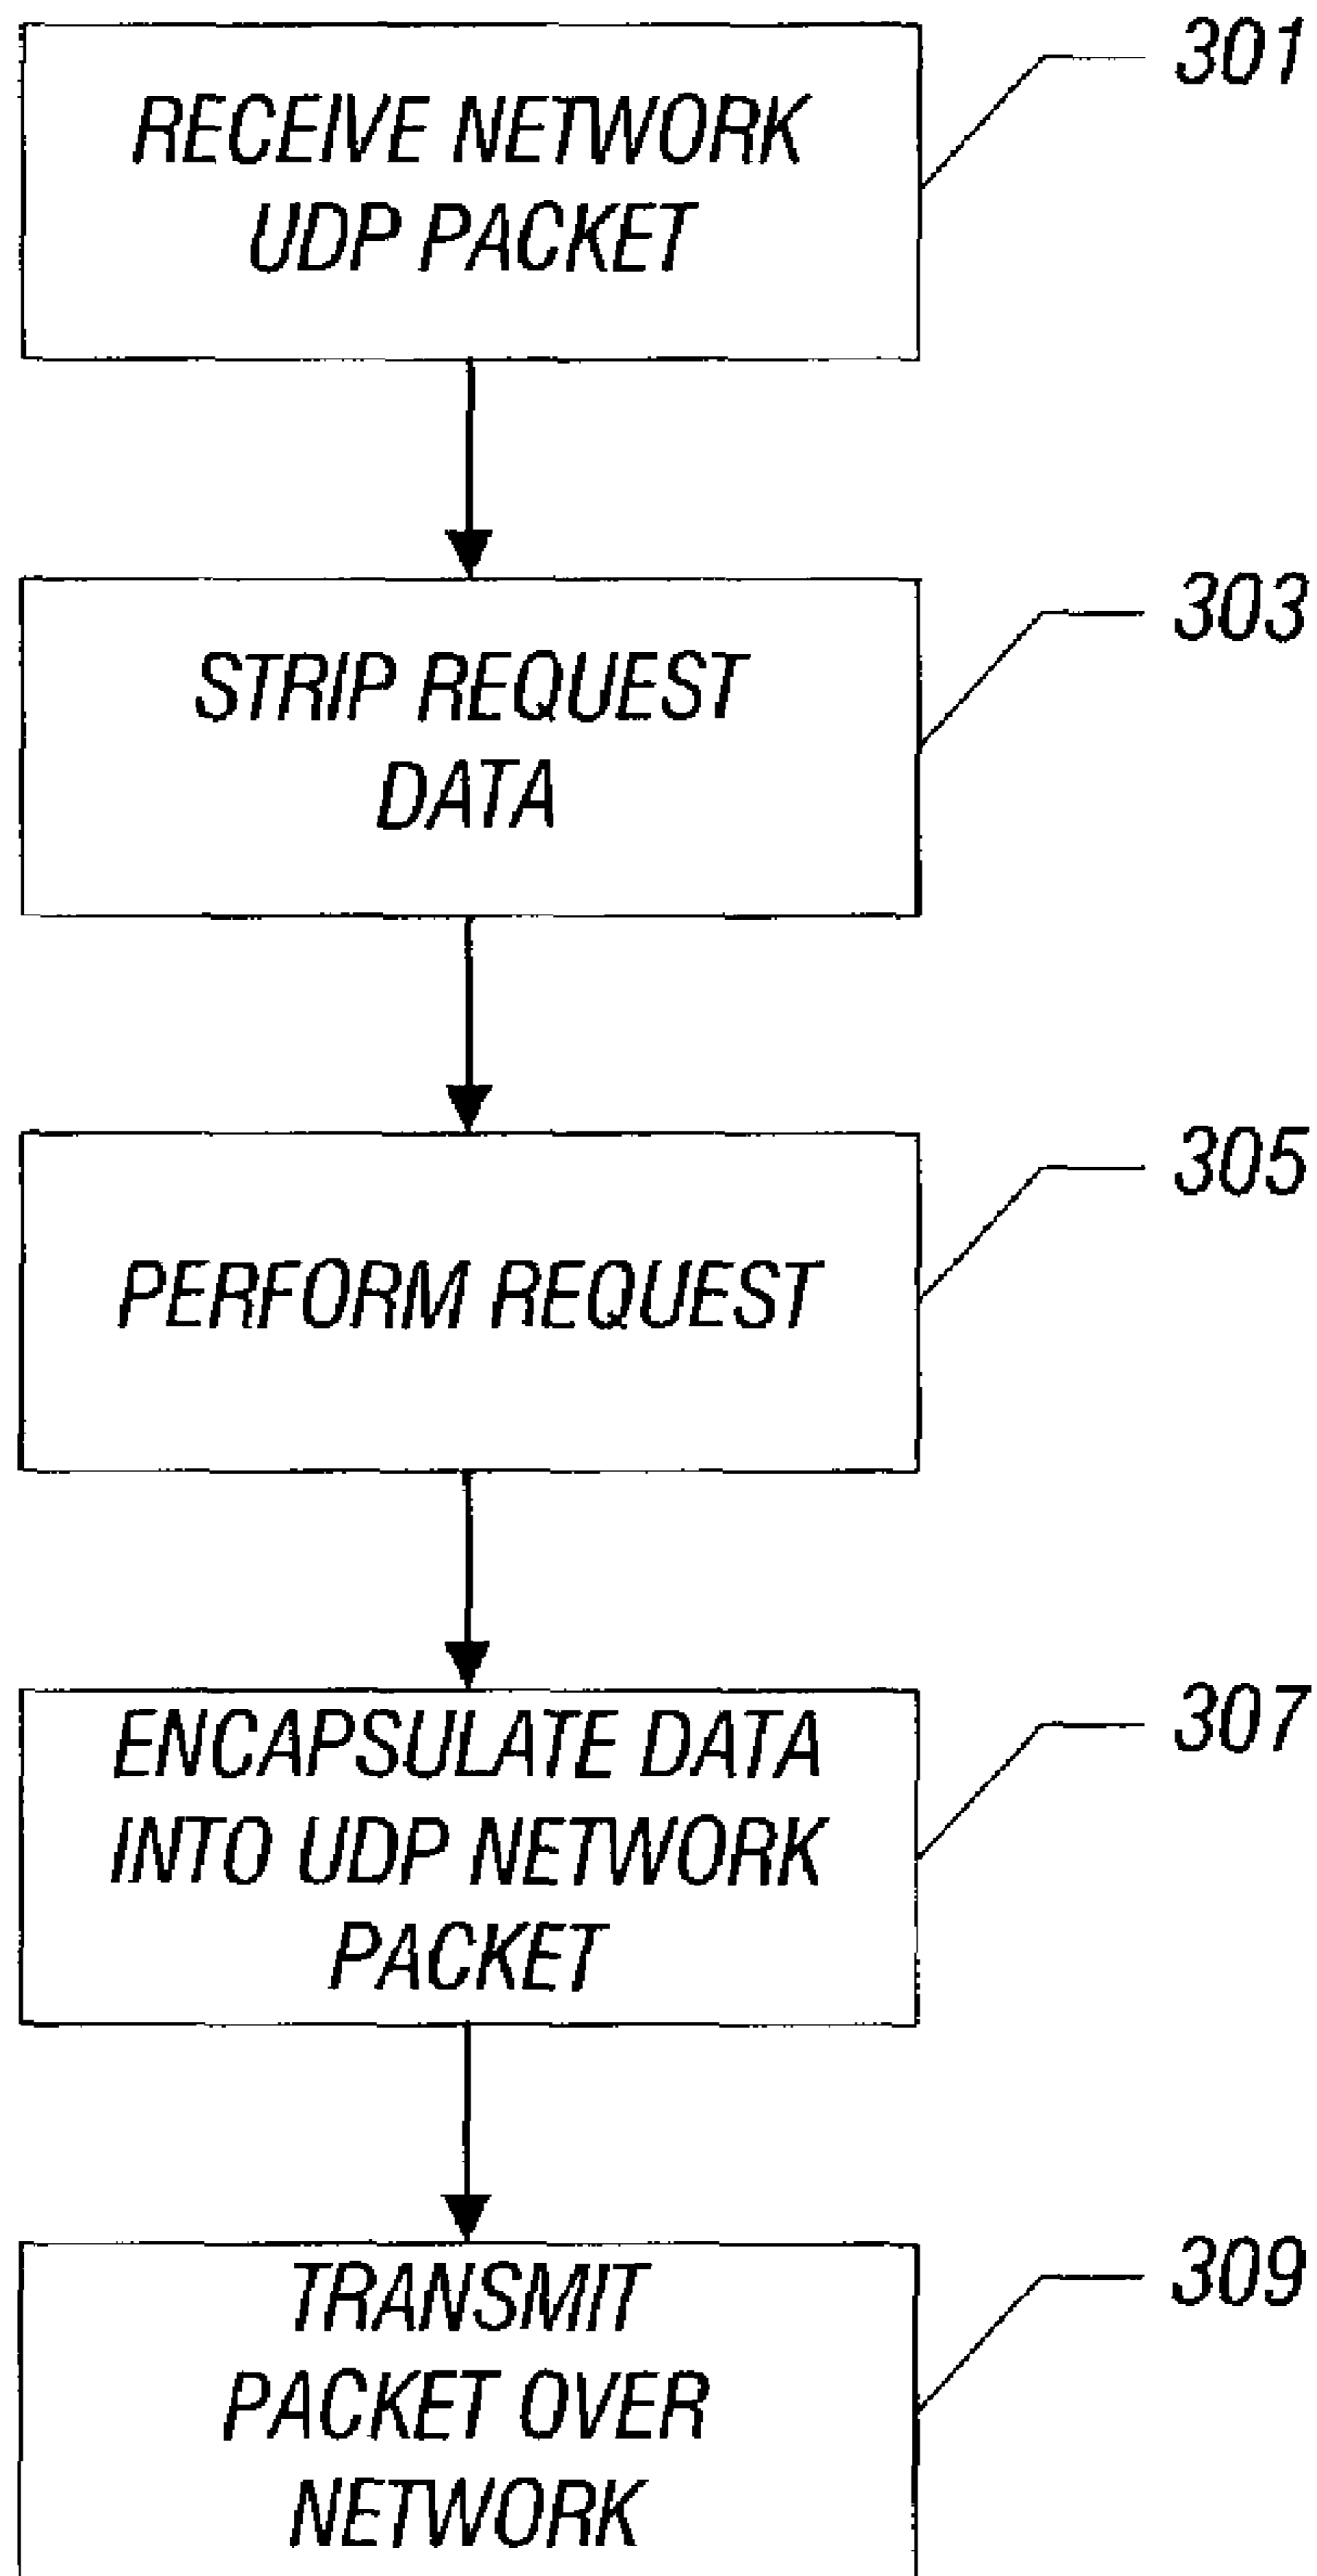 RECEIVE NETWORK
UDP PACKET
301
STRIP REQUEST
DATA
303
PERFORM REQUEST
305
ENCAPSULATE DATA
INTO UDP NETWORK
PACKET
307
TRANSMIT
PACKET OVER
NETWORK
309